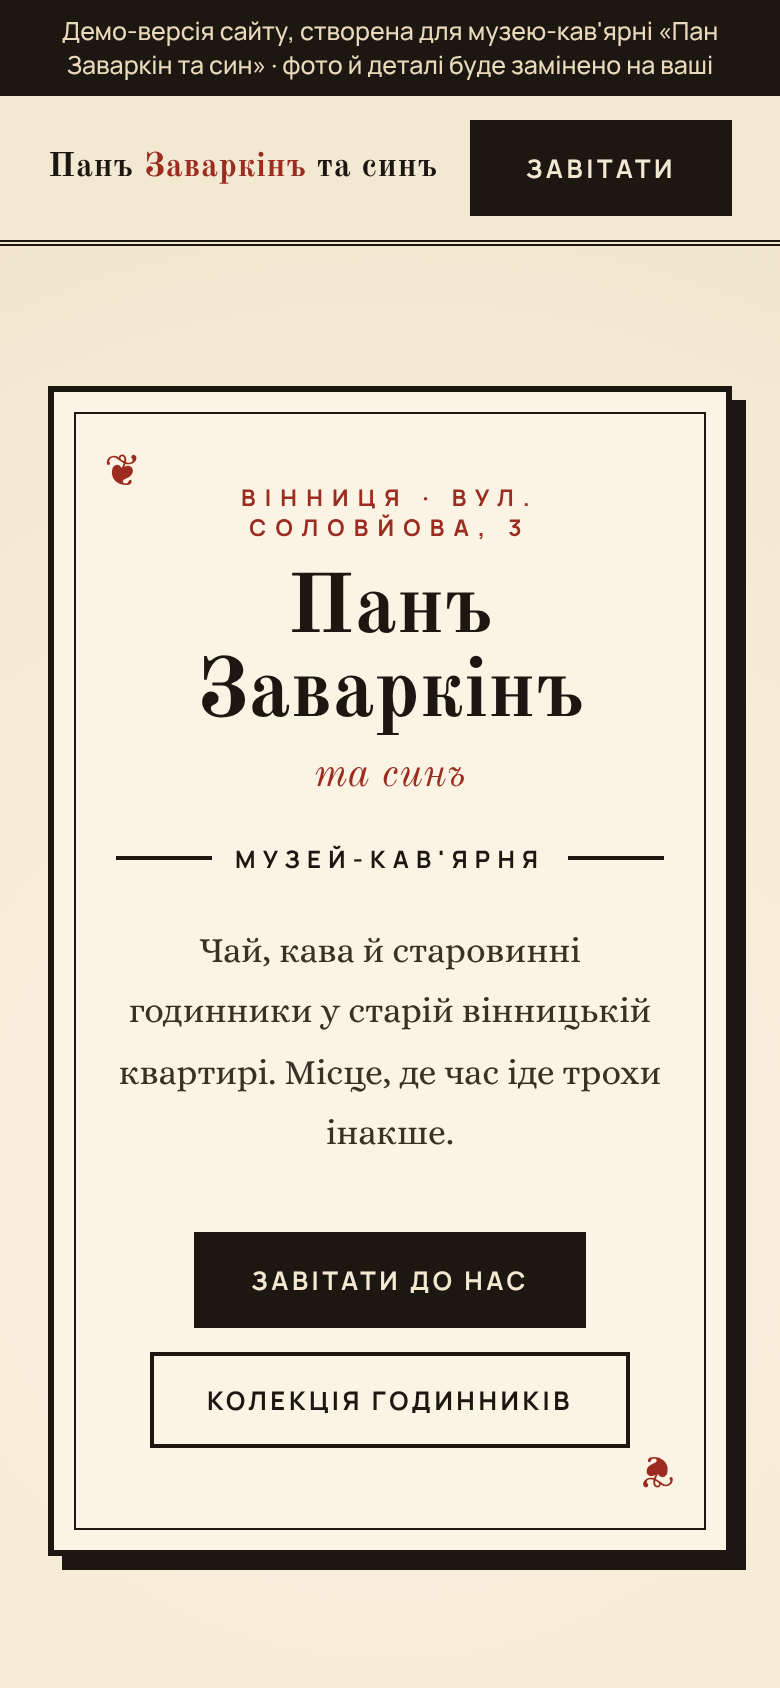 Демо-версія сайту, створена для музею-кав'ярні «Пан
Заваркін та син» · фото й деталі буде замінено на ваші
Панъ Заваркінъ та синъ
ЗАВІТАТИ
ВІННИЦЯ · ВУЛ.
СОЛОВЙОВА, 3
Панъ
Заваркінъ
та синъ
МУЗЕЙ-КАВ'ЯРНЯ
Чай, кава й старовинні
годинники у старій вінницькій
квартирі. Місце, де час іде трохи
інакше.
ЗАВІТАТИ ДО НАС
КОЛЕКЦІЯ ГОДИННИКІВ